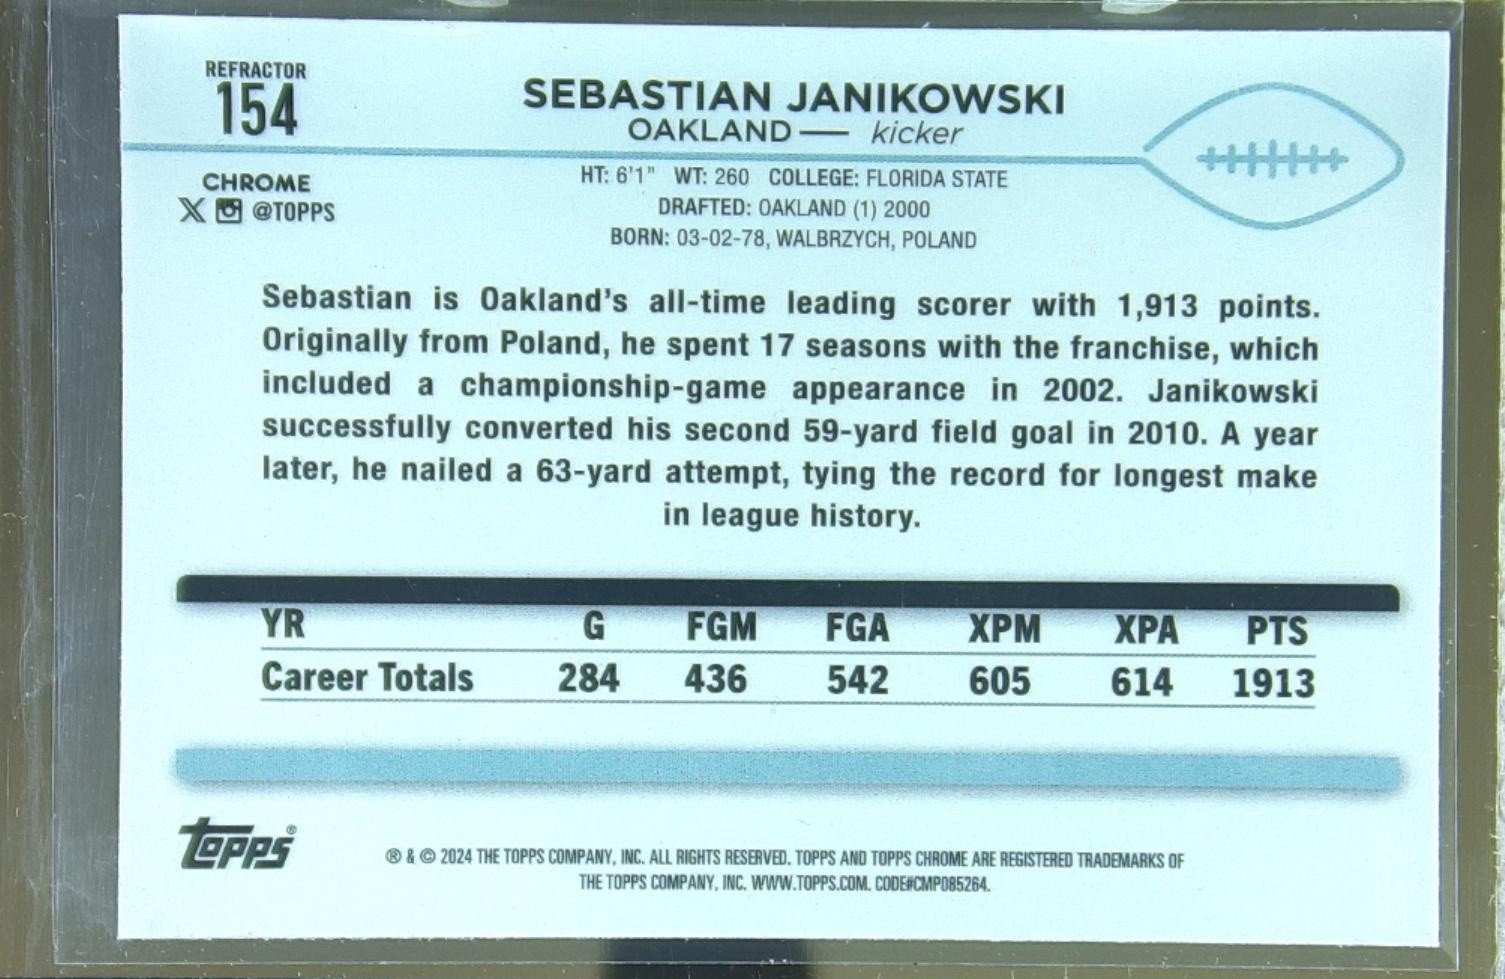 REFRACTOR
154
SEBASTIAN JANIKOWSKI
OAKLAND — kicker
CHROME
@TOPPS
HT: 6'1" WT: 260 COLLEGE: FLORIDA STATE
DRAFTED: OAKLAND (1) 2000
BORN: 03-02-78, WALBRZYCH, POLAND
Sebastian is Oakland's all-time leading scorer with 1,913 points.
Originally from Poland, he spent 17 seasons with the franchise, which
included a championship-game appearance in 2002. Janikowski
successfully converted his second 59-yard field goal in 2010. A year
later, he nailed a 63-yard attempt, tying the record for longest make
in league history.
YR G FGM FGA XPM XPA PTS
Career Totals 284 436 542 605 614 1913
Topps®
® & © 2024 THE TOPPS COMPANY, INC. ALL RIGHTS RESERVED. TOPPS AND TOPPS CHROME ARE REGISTERED TRADEMARKS OF
THE TOPPS COMPANY, INC. WWW.TOPPS.COM. CODE#CMP085264.